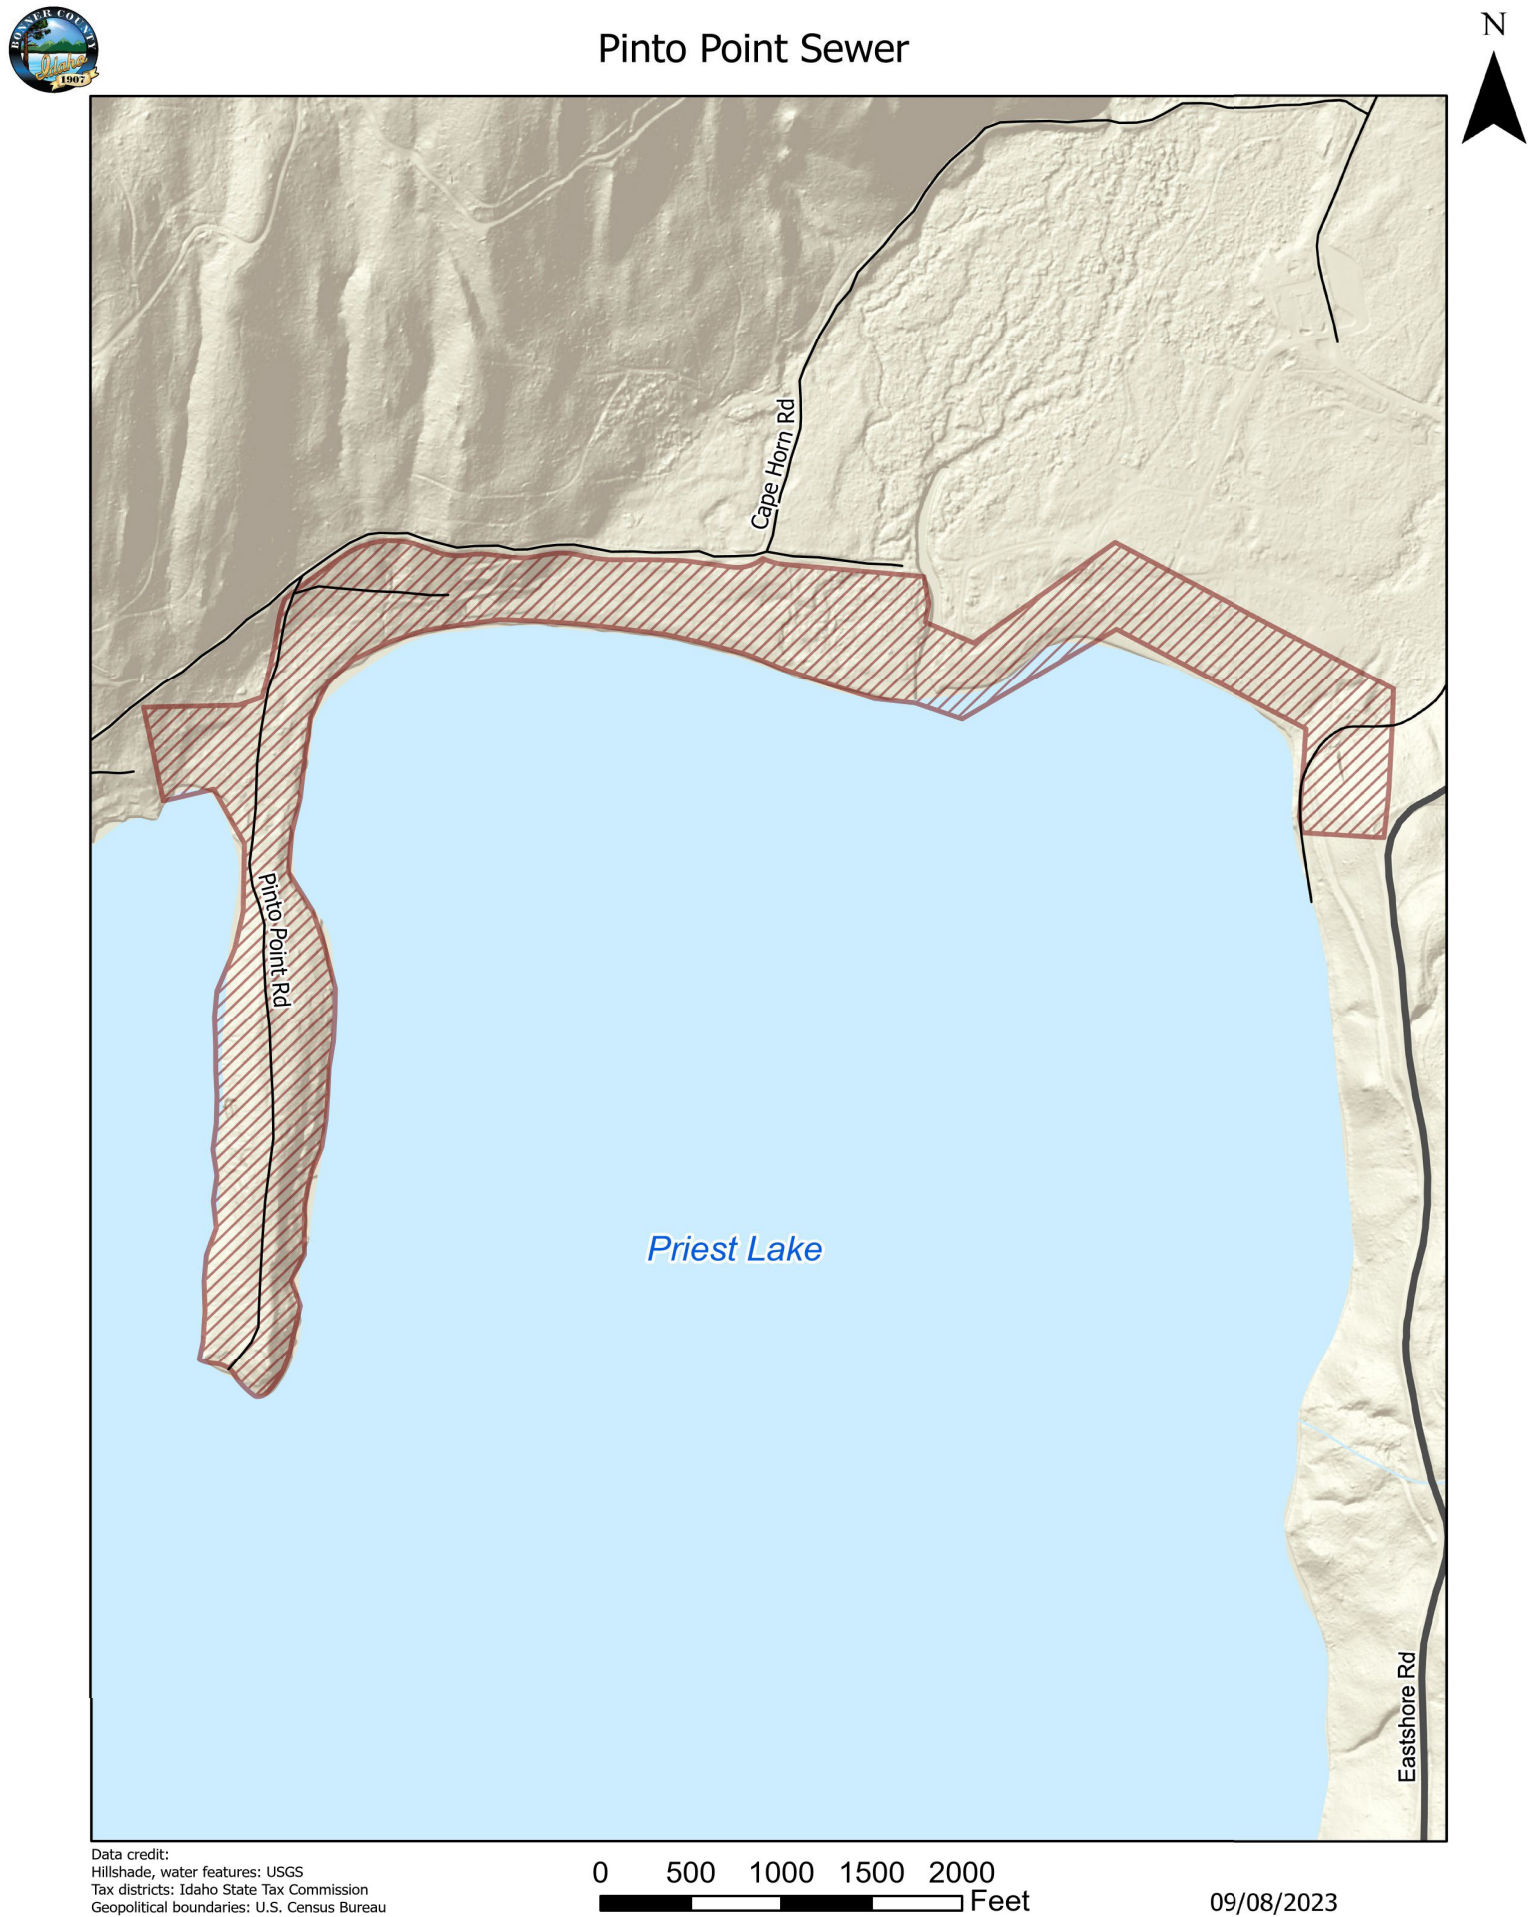 BONNER COUNTY
Idaho
1907
Pinto Point Sewer
N
Cape Horn Rd
Pinto Point Rd
Priest Lake
Eastshore Rd
Data credit:
Hillshade, water features: USGS
Tax districts: Idaho State Tax Commission
Geopolitical boundaries: U.S. Census Bureau
0 500 1000 1500 2000
Feet
09/08/2023